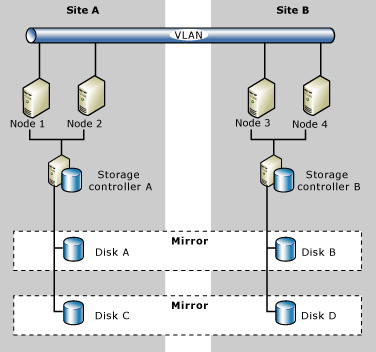 Site A
Site B
VLAN
Node 1
Node 2
Node 3
Node 4
Storage
controller A
Storage
controller B
Mirror
Disk A
Disk B
Mirror
Disk C
Disk D